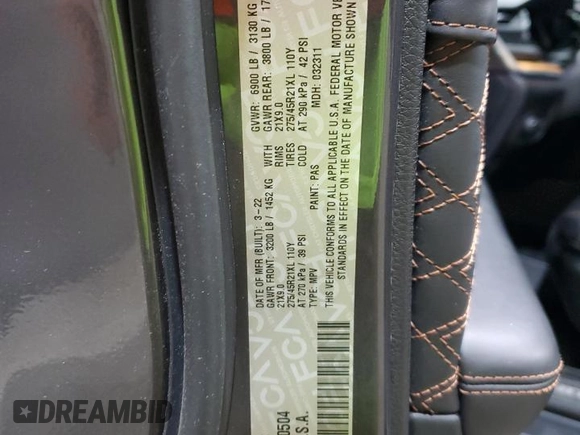 DATE OF MFR (BUILT): 3-22
GVWR: 6900 LB / 3130 KG
GAWR FRONT: 3200 LB / 1452 KG WITH
GAWR REAR: 3800 LB / 17
21X9.0 RIMS 21X9.0
275/45R21XL 110Y TIRES 275/45R21XL 110Y
AT 270 kPa / 39 PSI COLD AT 290 kPa / 42 PSI
TYPE: MPV PAINT: PAS MDH: 032311
THIS VEHICLE CONFORMS TO ALL APPLICABLE U.S.A. FEDERAL MOTOR VE
STANDARDS IN EFFECT ON THE DATE OF MANUFACTURE SHOWN
0504
S.A.
DREAMBID